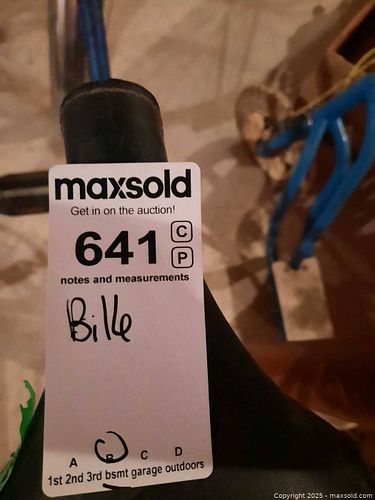 maxsold
Get in on the auction!
641 C
P
notes and measurements
Bike
A B C D
1st 2nd 3rd bsmt garage outdoors
Copyright 2025 - maxsold.com